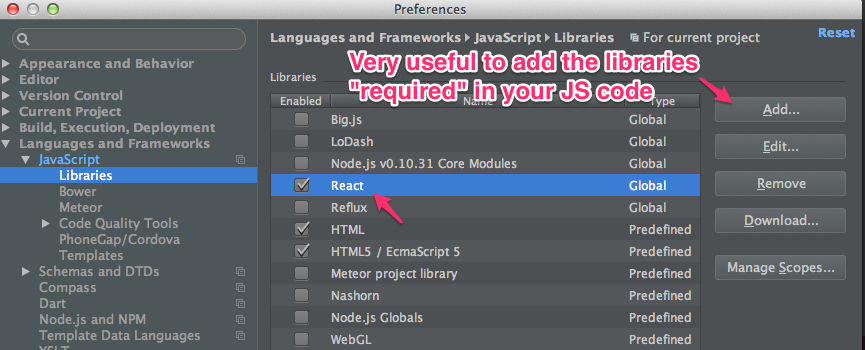 Preferences
Languages and Frameworks ▸ JavaScript ▸ Libraries For current project Reset
Appearance and Behavior
Editor
Version Control
Current Project
Build, Execution, Deployment
Languages and Frameworks
JavaScript
Libraries
Bower
Meteor
Code Quality Tools
PhoneGap/Cordova
Templates
Schemas and DTDs
Compass
Dart
Node.js and NPM
Template Data Languages
XSLT
Very useful to add the libraries
"required" in your JS code
Libraries
Enabled Name Type
Big.js Global
LoDash Global
Node.js v0.10.31 Core Modules Global
React Global
Reflux Global
HTML Predefined
HTML5 / EcmaScript 5 Predefined
Meteor project library Predefined
Nashorn Predefined
Node.js Globals Predefined
WebGL Predefined
Add...
Edit...
Remove
Download...
Manage Scopes...